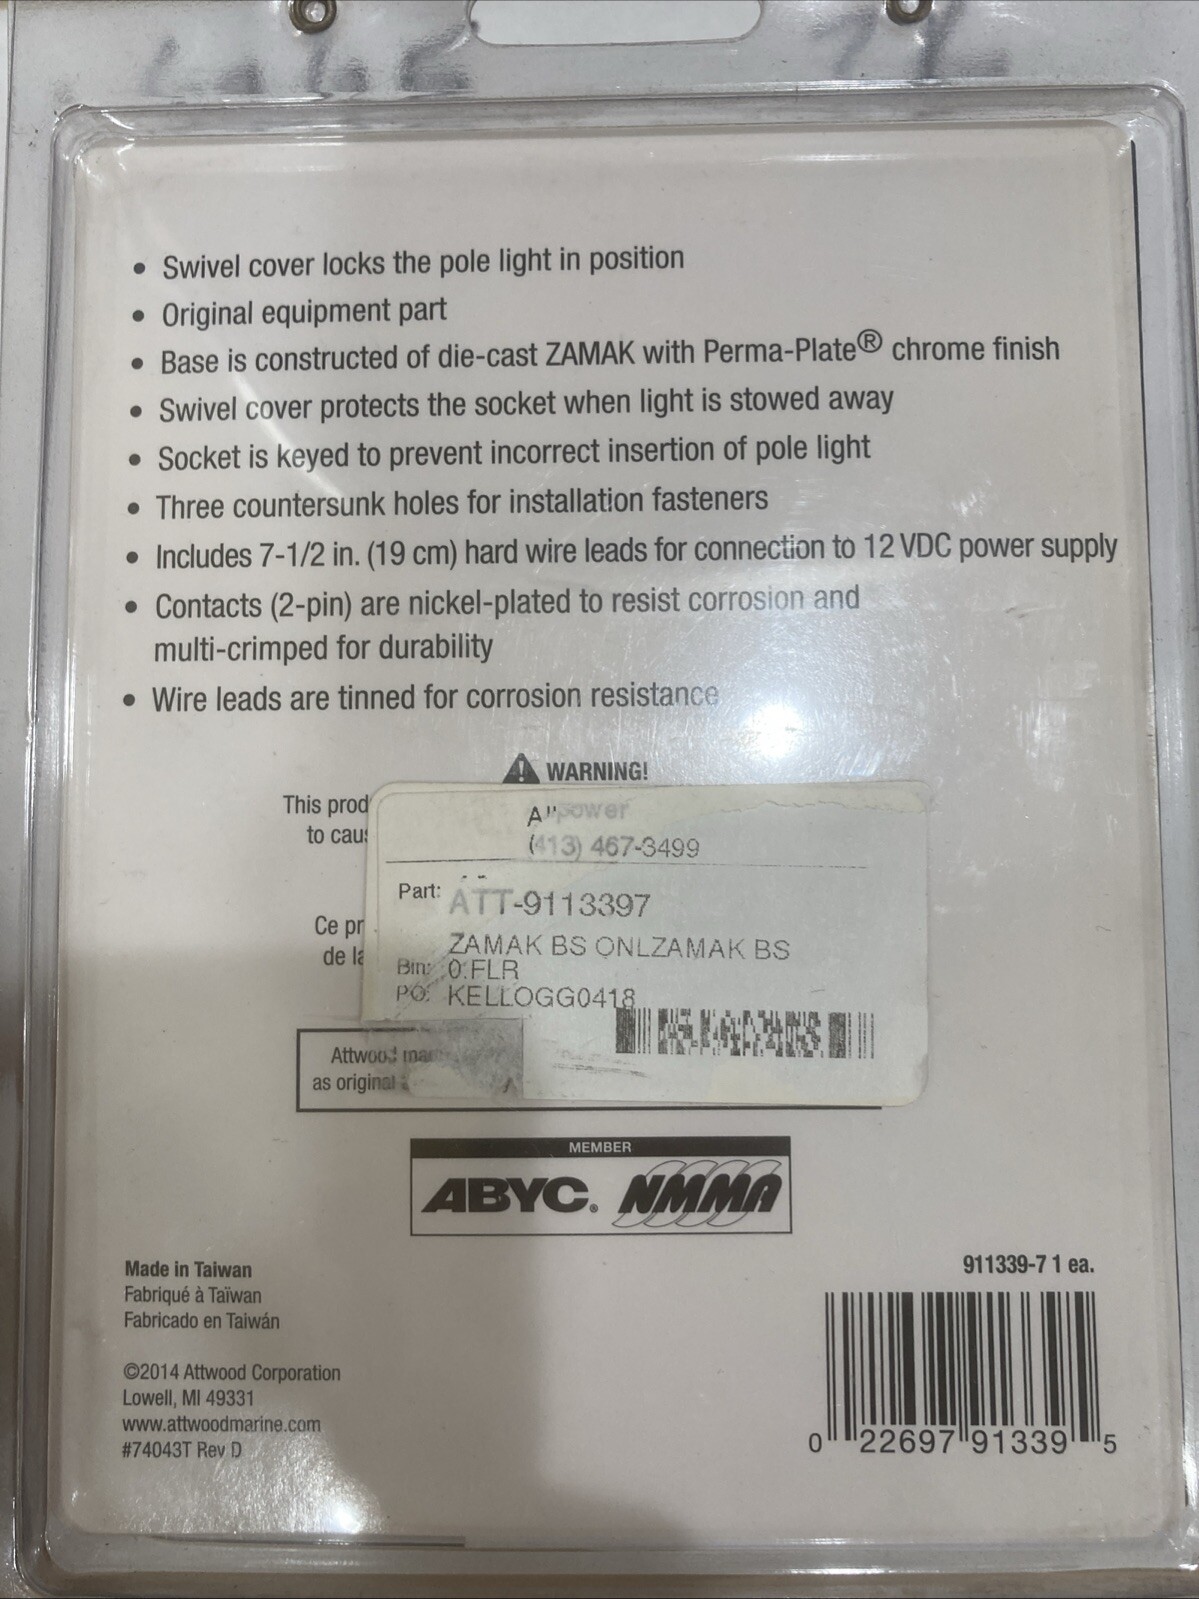 • Swivel cover locks the pole light in position
• Original equipment part
• Base is constructed of die-cast ZAMAK with Perma-Plate® chrome finish
• Swivel cover protects the socket when light is stowed away
• Socket is keyed to prevent incorrect insertion of pole light
• Three countersunk holes for installation fasteners
• Includes 7-1/2 in. (19 cm) hard wire leads for connection to 12 VDC power supply
• Contacts (2-pin) are nickel-plated to resist corrosion and
multi-crimped for durability
• Wire leads are tinned for corrosion resistance
WARNING!
This prod
to cau
Ce pr
de la
(413) 467-3499
Part: ATT-9113397
ZAMAK BS ONLZAMAK BS
Bin: 0:FLR
PO: KELLOGG0418
Attwood
as original
MEMBER
ABYC® NMMA
Made in Taiwan
Fabriqué à Taïwan
Fabricado en Taiwán
©2014 Attwood Corporation
Lowell, MI 49331
www.attwoodmarine.com
#74043T Rev D
911339-7 1 ea.
0 22697 91339 5